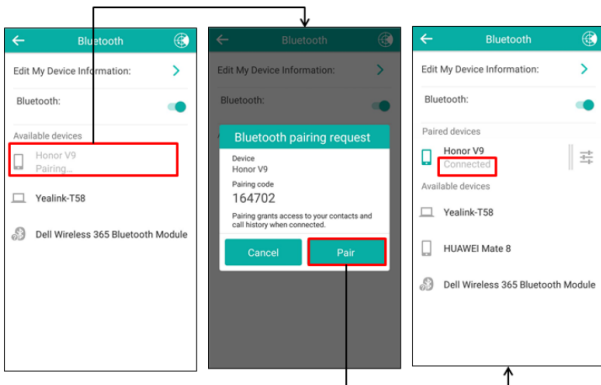 Bluetooth
Edit My Device Information:
Bluetooth:
Available devices
Honor V9
Pairing...
Yealink-T58
Dell Wireless 365 Bluetooth Module
Bluetooth
Edit My Device Information:
Bluetooth:
Bluetooth pairing request
Device
Honor V9
Pairing code
164702
Pairing grants access to your contacts and
call history when connected.
Cancel
Pair
Bluetooth
Edit My Device Information:
Bluetooth:
Paired devices
Honor V9
Connected
Available devices
Yealink-T58
HUAWEI Mate 8
Dell Wireless 365 Bluetooth Module